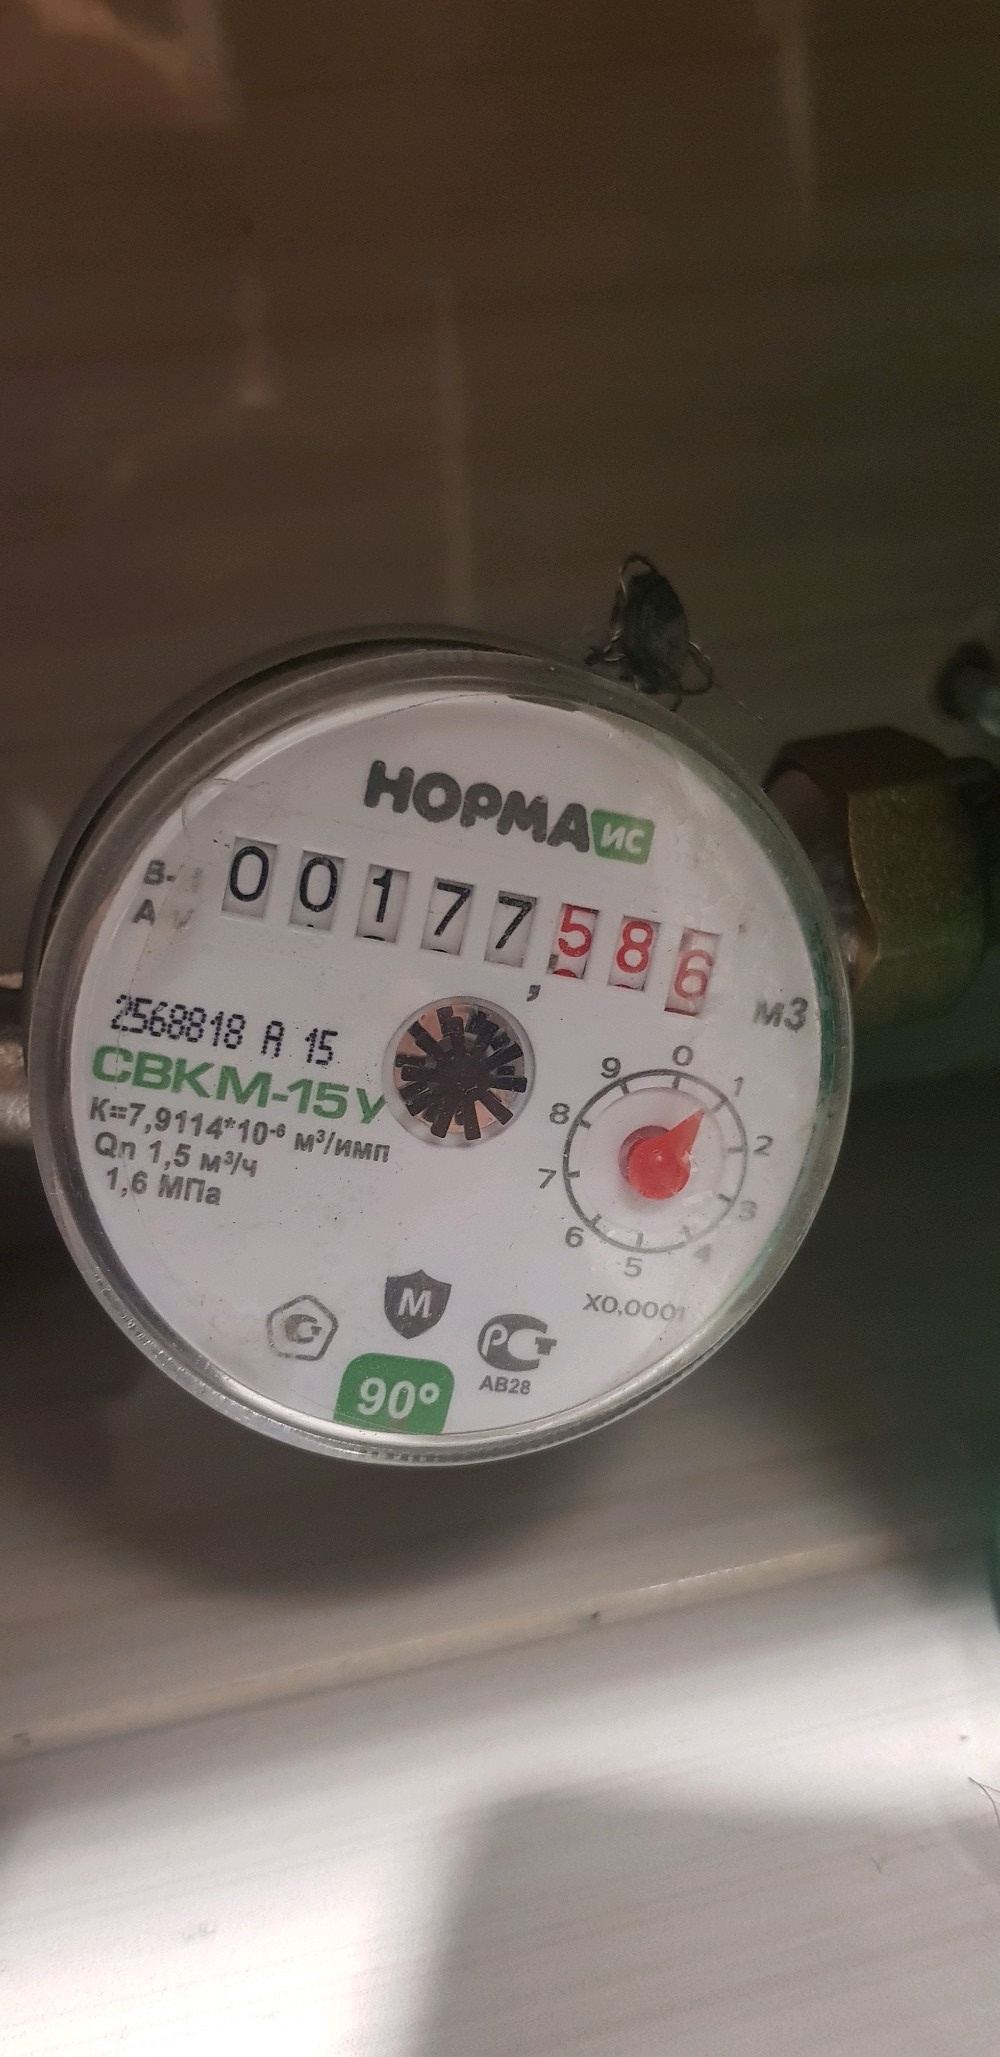 НОРМА ИС
В-
А
00177,586 м3
2568818 А 15
СВКМ-15У
К=7,9114*10⁻⁶ м³/имп
Qn 1,5 м³/ч
1,6 МПа
0
9 1
8 2
7 3
6 4
5
X0,0001
М
РСТ
АВ28
90°